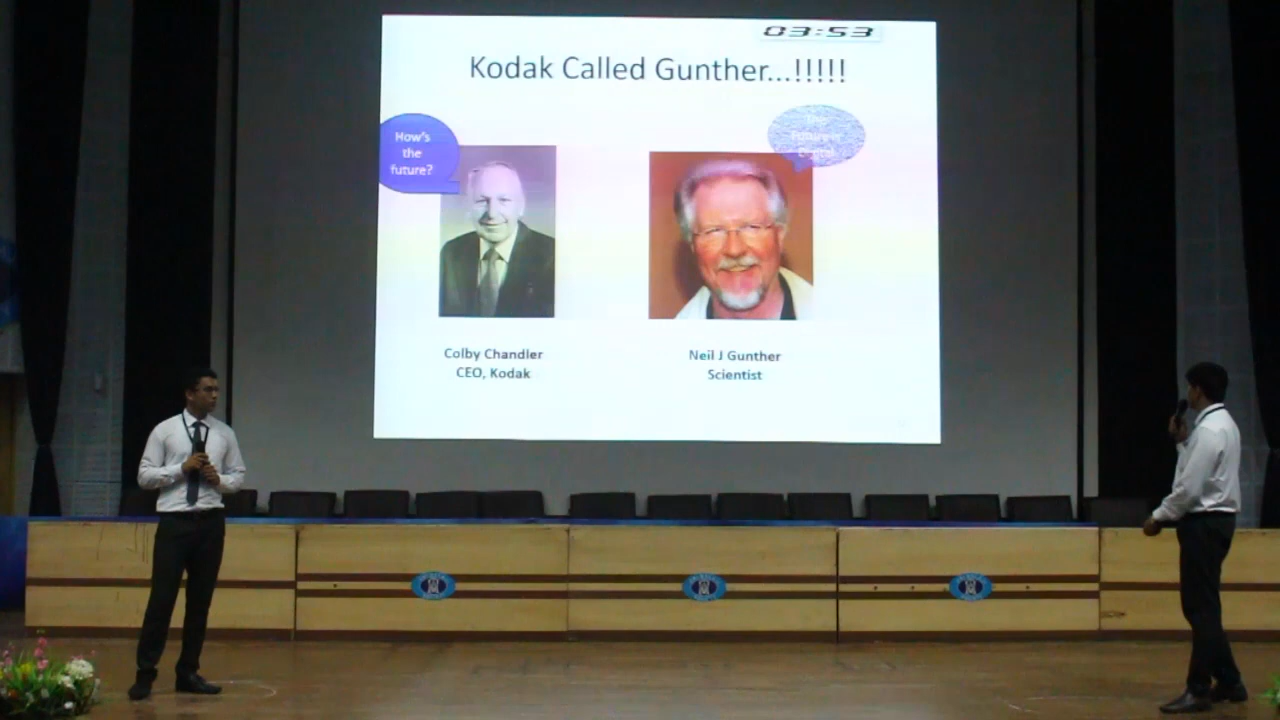 03:53
Kodak Called Gunther...!!!!!
How's
the
future?
Colby Chandler
CEO, Kodak
Neil J Gunther
Scientist